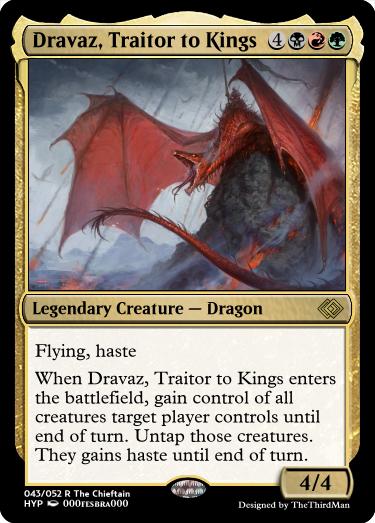 Dravaz, Traitor to Kings 4
Legendary Creature — Dragon
Flying, haste
When Dravaz, Traitor to Kings enters
the battlefield, gain control of all
creatures target player controls until
end of turn. Untap those creatures.
They gains haste until end of turn.
4/4
043/052 R The Chieftain
HYP 000FESBRA000
Designed by TheThirdMan